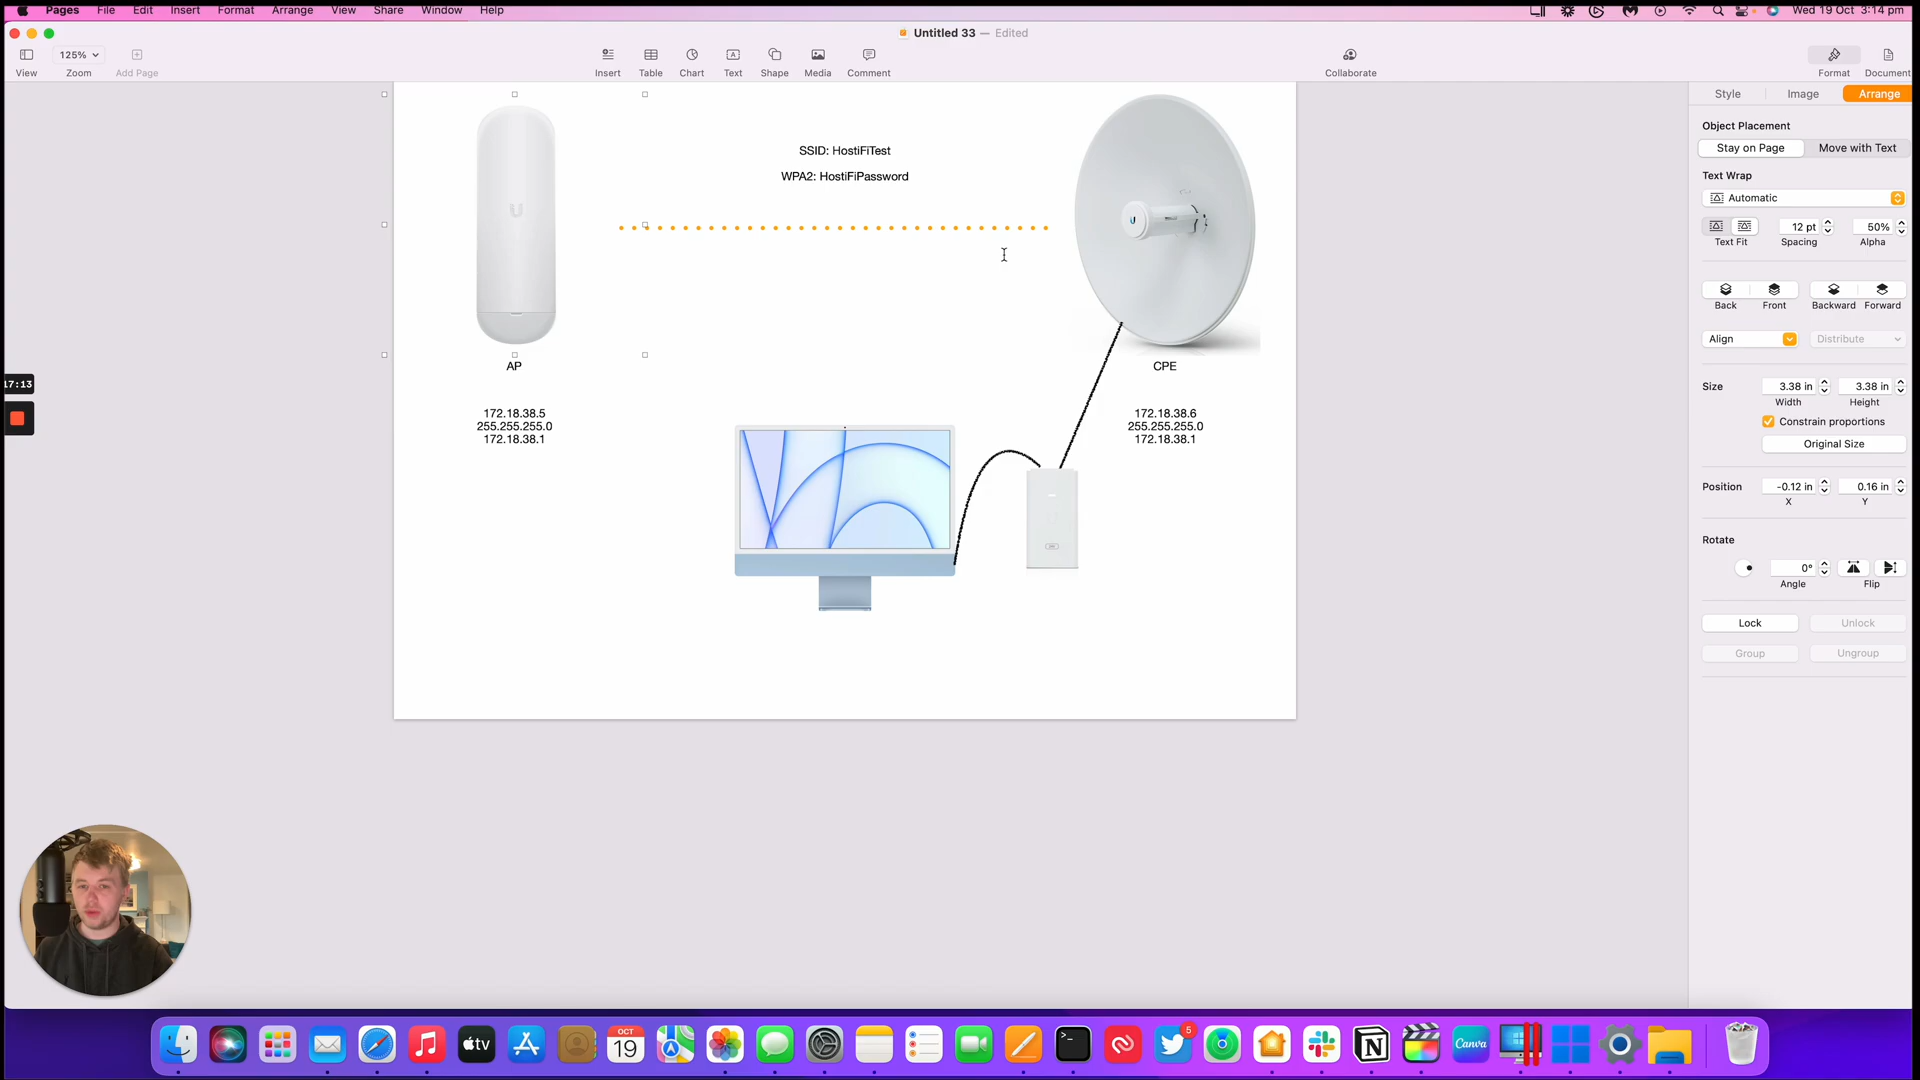 Pages File Edit Insert Format Arrange View Share Window Help
Wed 19 Oct 3:14 pm
Untitled 33 — Edited
125%
View Zoom Add Page Insert Table Chart Text Shape Media Comment Collaborate Format Document
Style Image Arrange
Object Placement
Stay on Page Move with Text
Text Wrap
Automatic
12 pt 50%
Text Fit Spacing Alpha
Back Front Backward Forward
Align Distribute
Size 3.38 in 3.38 in
Width Height
Constrain proportions
Original Size
Position -0.12 in 0.16 in
X Y
Rotate
0°
Angle Flip
Lock Unlock
Group Ungroup
SSID: HostiFiTest
WPA2: HostiFiPassword
AP
172.18.38.5
255.255.255.0
172.18.38.1
CPE
172.18.38.6
255.255.255.0
172.18.38.1
17:13
tv
OCT
19
5
Canva